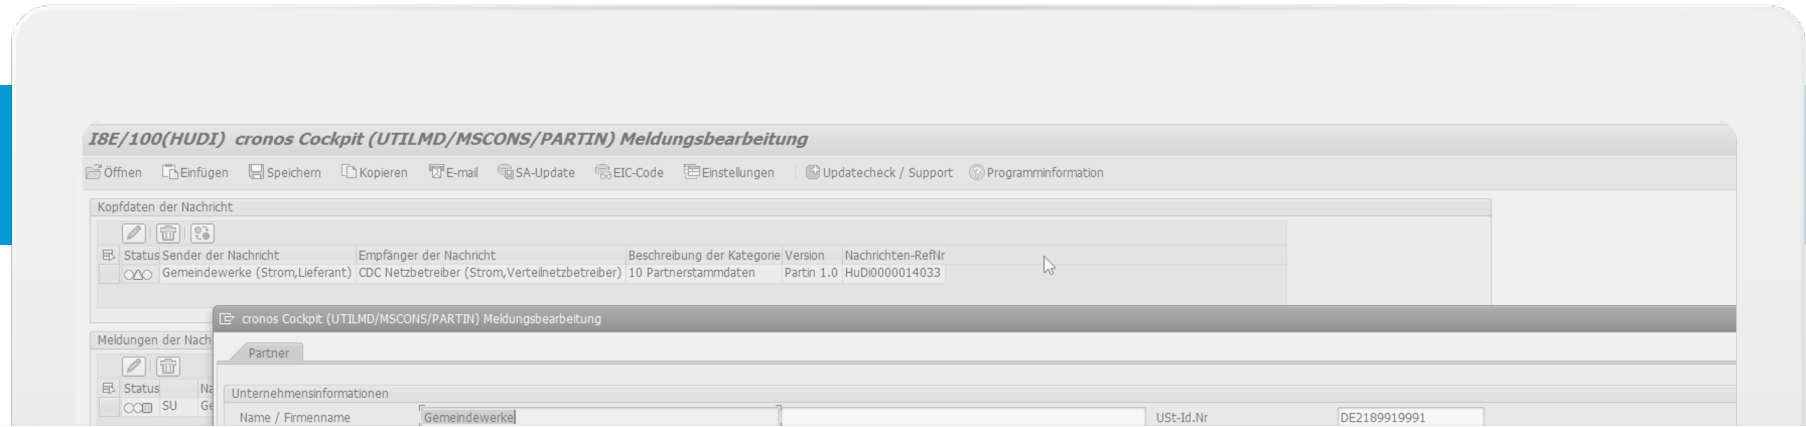 I8E/100(HUDI) cronos Cockpit (UTILMD/MSCONS/PARTIN) Meldungsbearbeitung
Öffnen Einfügen Speichern Kopieren E-mail SA-Update EIC-Code Einstellungen Updatecheck / Support Programminformation
Kopfdaten der Nachricht
Status Sender der Nachricht Empfänger der Nachricht Beschreibung der Kategorie Version Nachrichten-RefNr
Gemeindewerke (Strom,Lieferant) CDC Netzbetreiber (Strom,Verteilnetzbetreiber) 10 Partnerstammdaten Partin 1.0 HuDi0000014033
cronos Cockpit (UTILMD/MSCONS/PARTIN) Meldungsbearbeitung
Meldungen der Nach
Partner
Status Na
Unternehmensinformationen
SU Ge
Name / Firmenname Gemeindewerke USt-Id.Nr DE2189919991